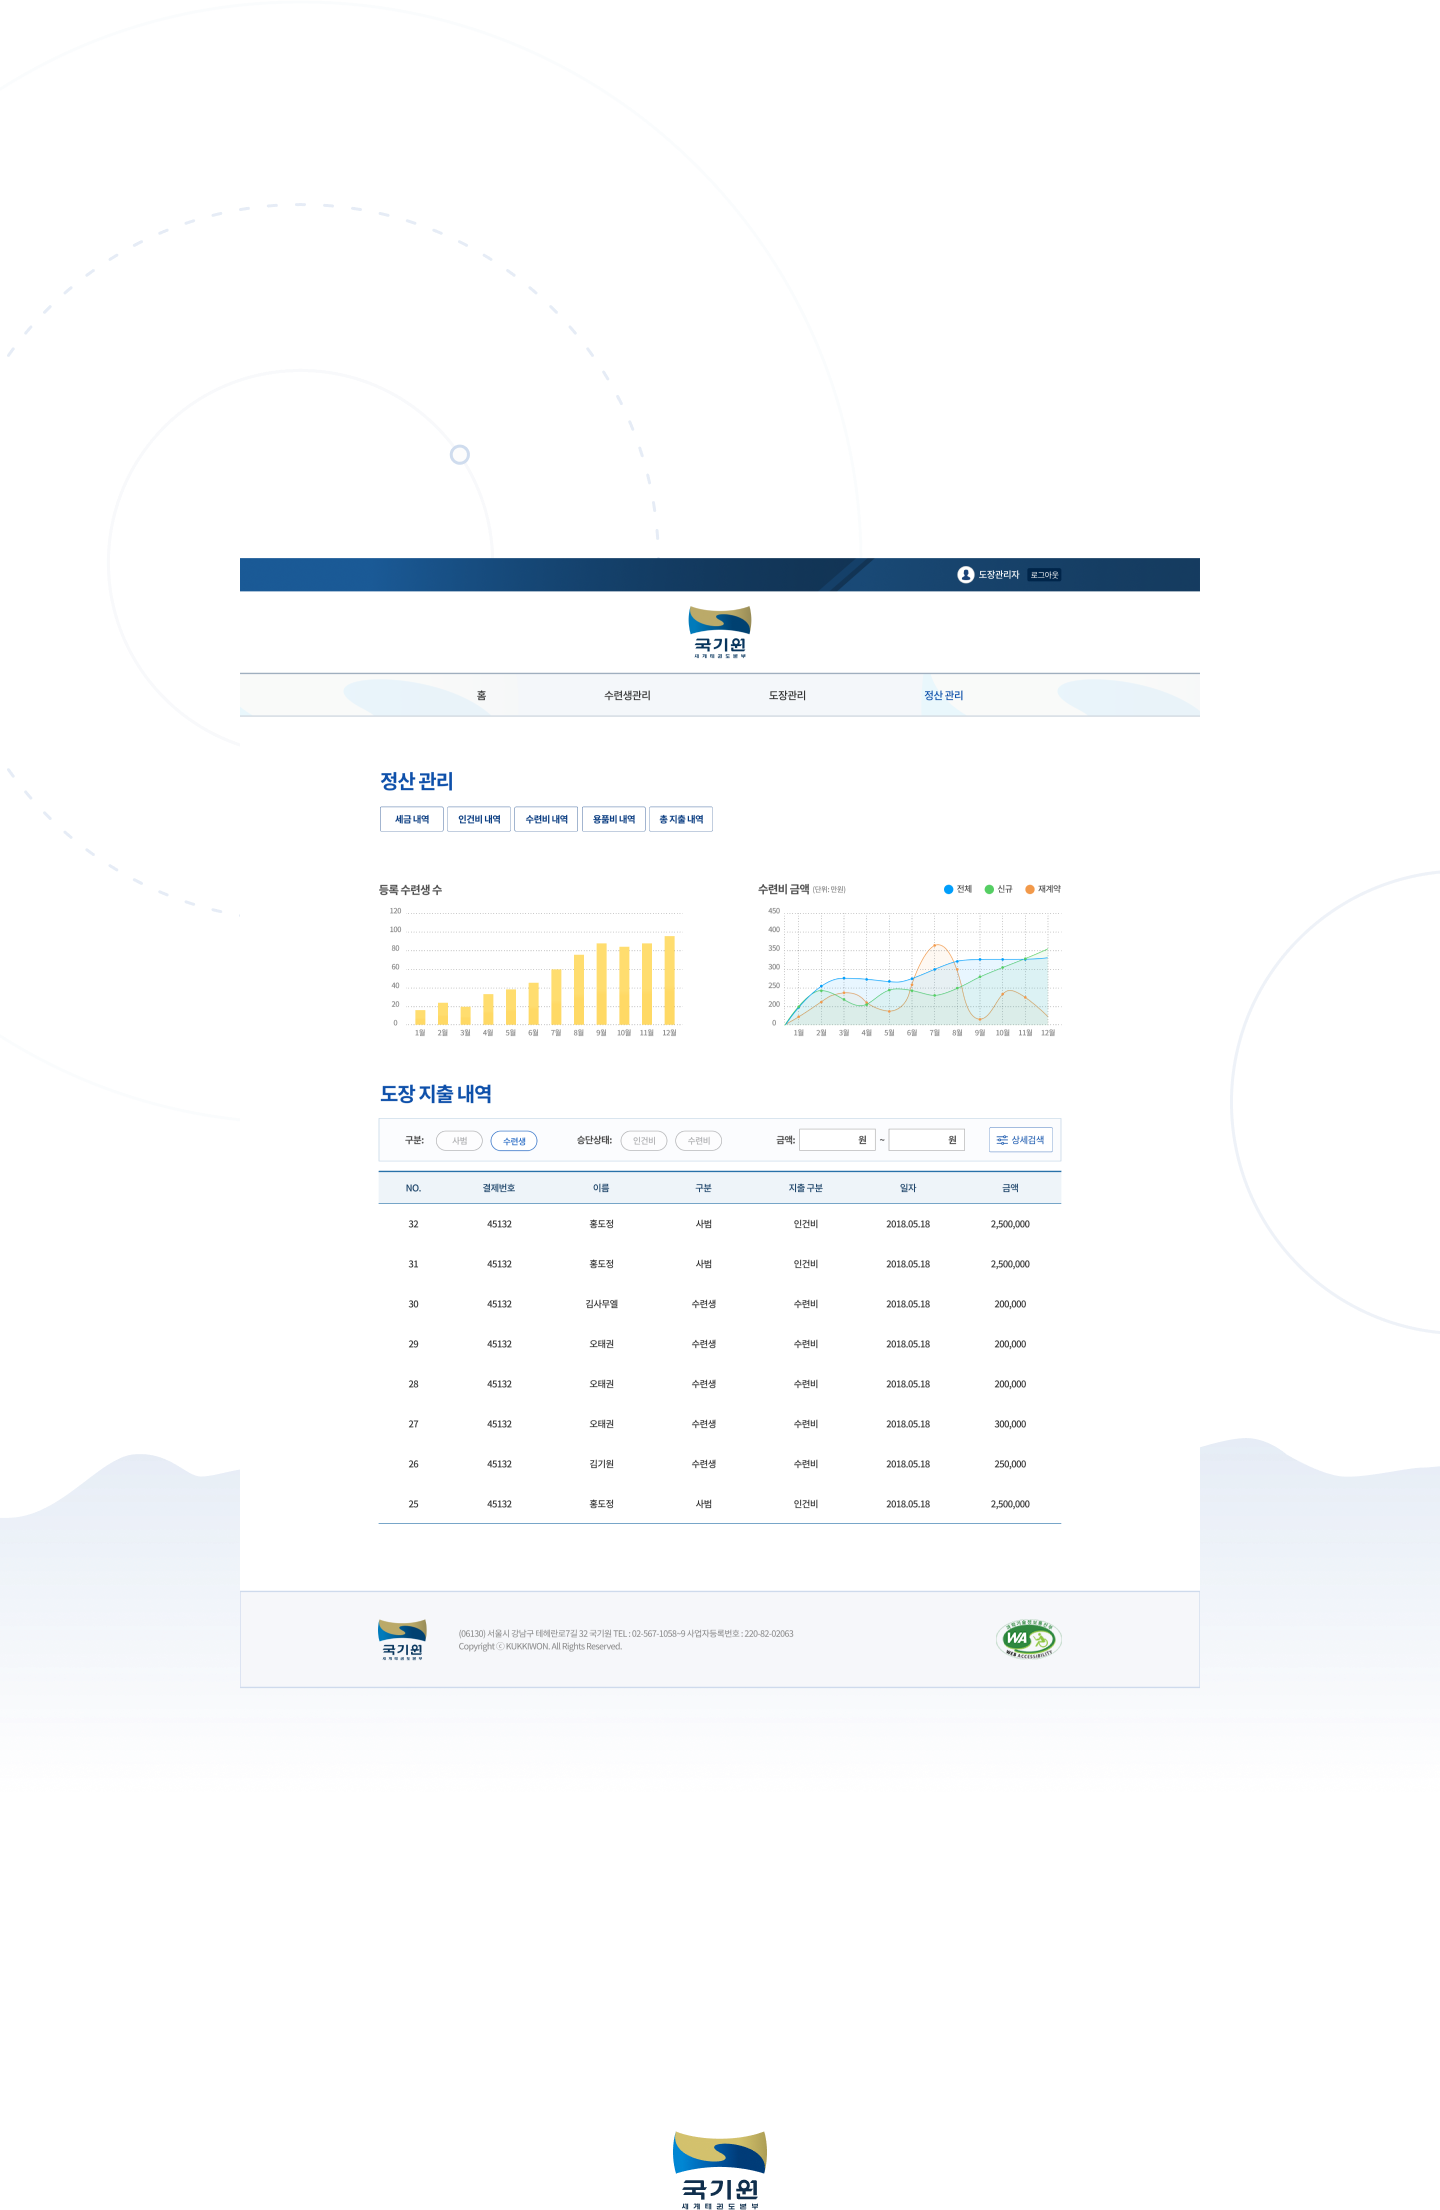 도장관리자 로그아웃
국기원
세계태권도본부
홈 수련생관리 도장관리 정산 관리
정산 관리
세금 내역 인건비 내역 수련비 내역 용품비 내역 총 지출 내역
등록 수련생 수
120
100
80
60
40
20
0
1월 2월 3월 4월 5월 6월 7월 8월 9월 10월 11월 12월
수련비 금액 (단위: 만원) 전체 신규 재계약
450
400
350
300
250
200
0
1월 2월 3월 4월 5월 6월 7월 8월 9월 10월 11월 12월
도장 지출 내역
구분: 사범 수련생 승단상태: 인건비 수련비 금액: 원 ~ 원 상세검색
NO. 결제번호 이름 구분 지출 구분 일자 금액
32 45132 홍도정 사범 인건비 2018.05.18 2,500,000
31 45132 홍도정 사범 인건비 2018.05.18 2,500,000
30 45132 김사무엘 수련생 수련비 2018.05.18 200,000
29 45132 오태권 수련생 수련비 2018.05.18 200,000
28 45132 오태권 수련생 수련비 2018.05.18 200,000
27 45132 오태권 수련생 수련비 2018.05.18 300,000
26 45132 김기원 수련생 수련비 2018.05.18 250,000
25 45132 홍도정 사범 인건비 2018.05.18 2,500,000
국기원
세계태권도본부
(06130) 서울시 강남구 테헤란로7길 32 국기원 TEL : 02-567-1058~9 사업자등록번호 : 220-82-02063
Copyright ⓒ KUKKIWON. All Rights Reserved.
과학기술정보통신부
WA
WEB ACCESSIBILITY
국기원
세계태권도본부